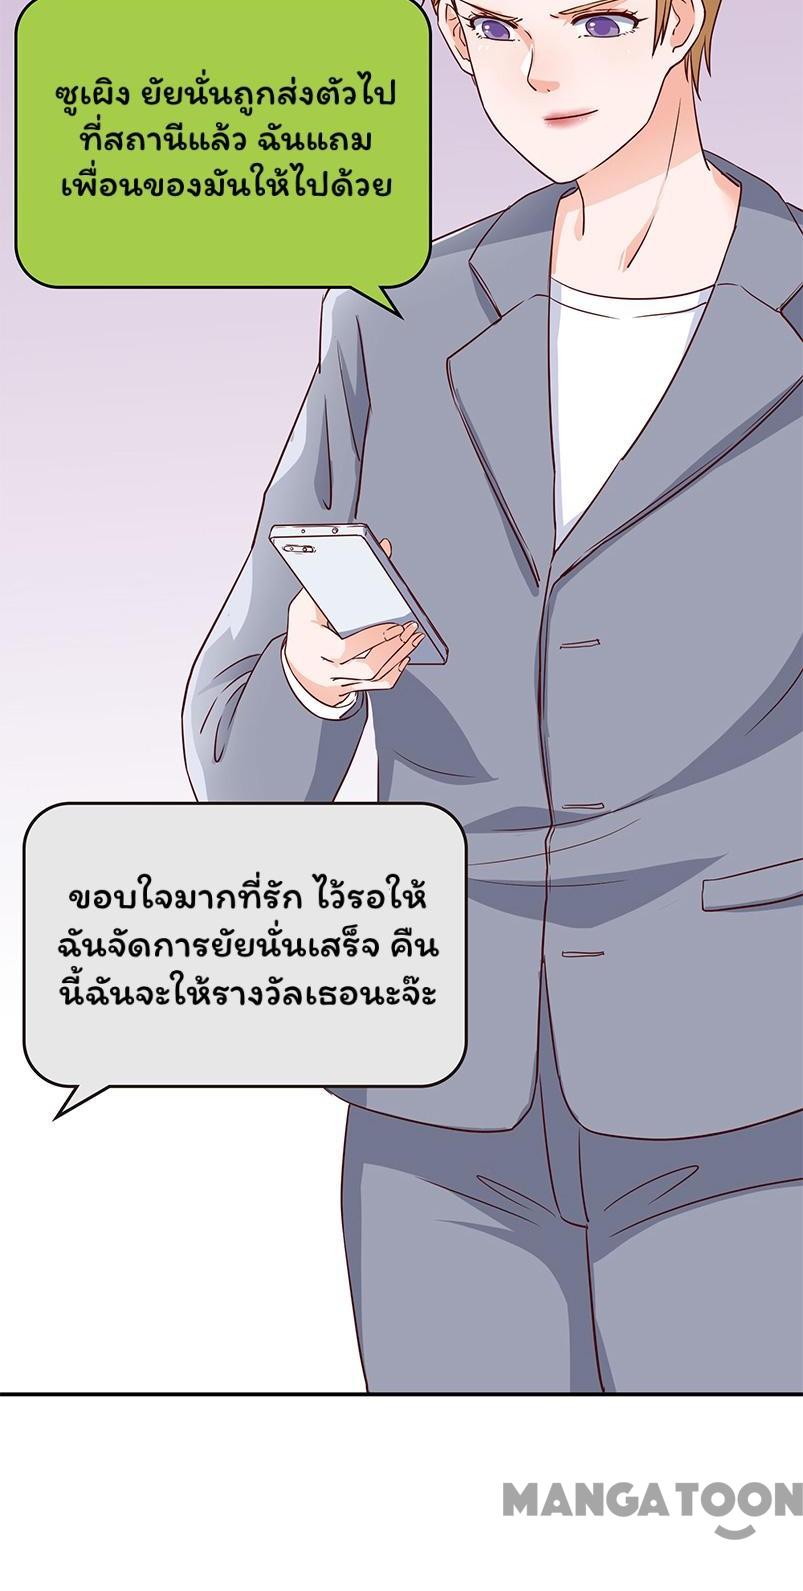 ซูเผิง ยัยนั่นถูกส่งตัวไป
ที่สถานีแล้ว ฉันแถม
เพื่อนของมันให้ไปด้วย
ขอบใจมากที่รัก ไว้รอให้
ฉันจัดการยัยนั่นเสร็จ คืน
นี้ฉันจะให้รางวัลเธอนะจ๊ะ
MANGATOON